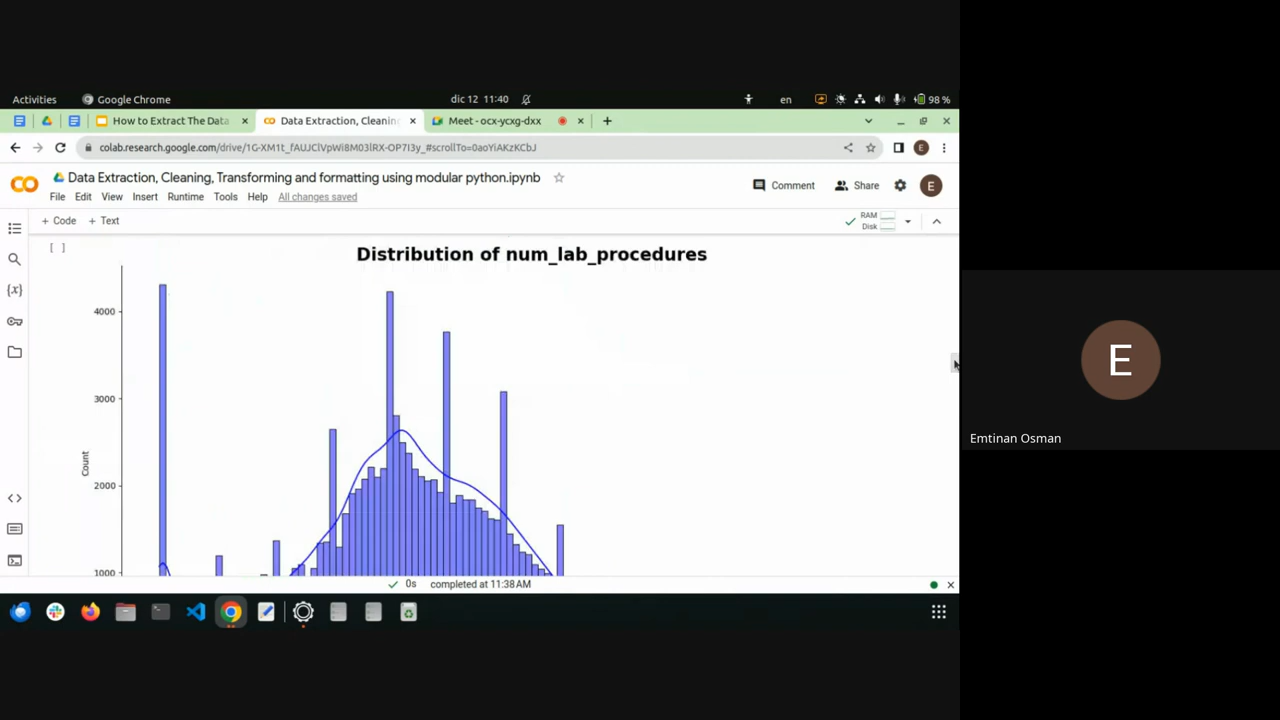 Activities Google Chrome dic 12 11:40 en 98 %
How to Extract The Data Data Extraction, Cleaning Meet - ocx-ycxg-dxx
colab.research.google.com/drive/1G-XM1t_fAUJClVpWi8M03lRX-OP7I3y_#scrollTo=0aoYiAKzKCbJ
Data Extraction, Cleaning, Transforming and formatting using modular python.ipynb
Comment Share E
File Edit View Insert Runtime Tools Help All changes saved
+ Code + Text RAM
Disk
[ ] Distribution of num_lab_procedures
4000
3000
Count
2000
1000
0s completed at 11:38 AM
E
Emtinan Osman